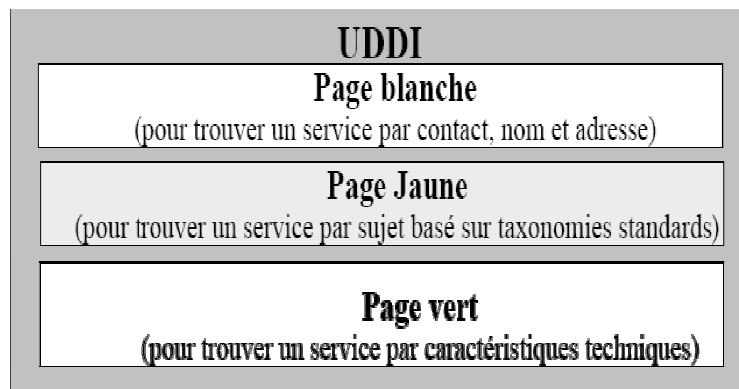 UDDI
Page blanche
(pour trouver un service par contact, nom et adresse)
Page Jaune
(pour trouver un service par sujet basé sur taxonomies standards)
Page vert
(pour trouver un service par caractéristiques techniques)